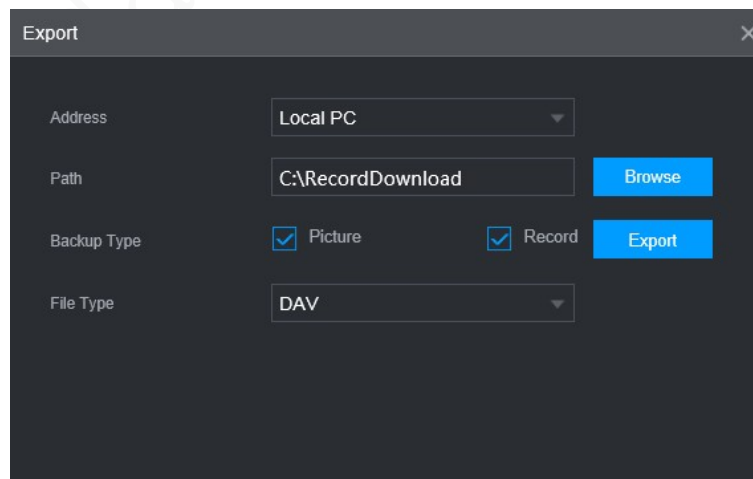 Export
Address Local PC
Path C:\RecordDownload Browse
Backup Type Picture Record Export
File Type DAV